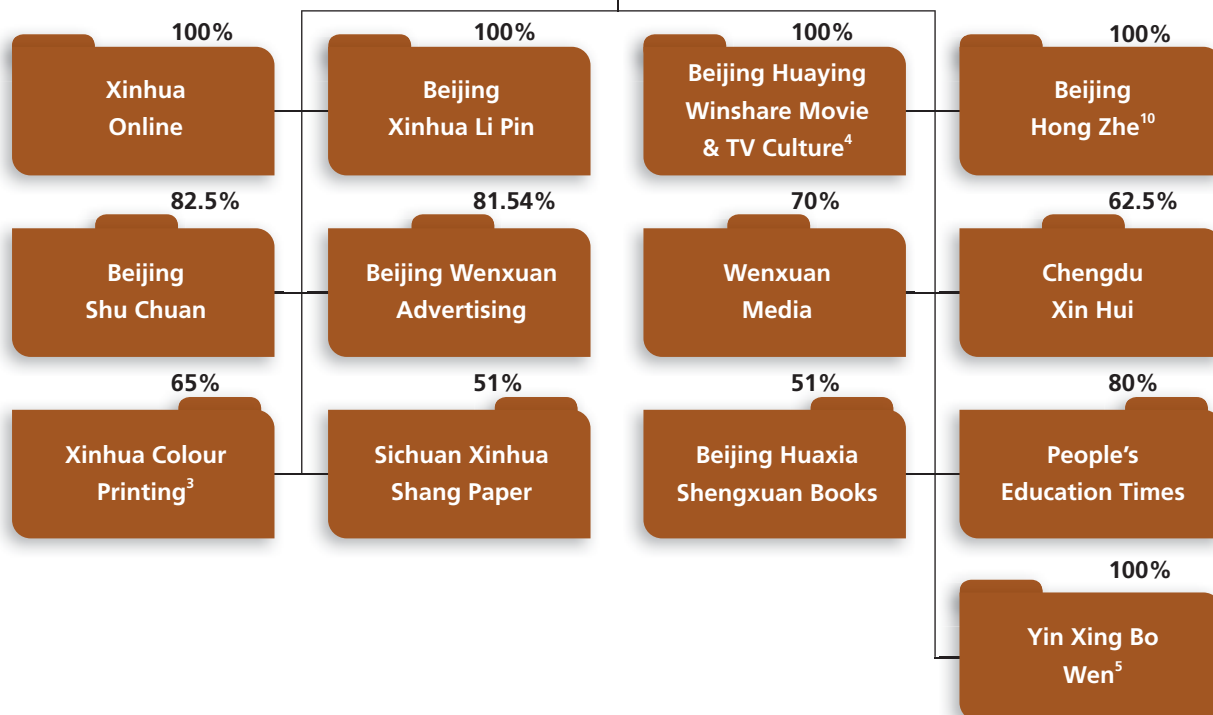 100%
Xinhua
Online
100%
Beijing
Xinhua Li Pin
100%
Beijing Huaying
Winshare Movie
& TV Culture4
100%
Beijing
Hong Zhe10
82.5%
Beijing
Shu Chuan
81.54%
Beijing Wenxuan
Advertising
70%
Wenxuan
Media
62.5%
Chengdu
Xin Hui
65%
Xinhua Colour
Printing3
51%
Sichuan Xinhua
Shang Paper
51%
Beijing Huaxia
Shengxuan Books
80%
People's
Education Times
100%
Yin Xing Bo
Wen5